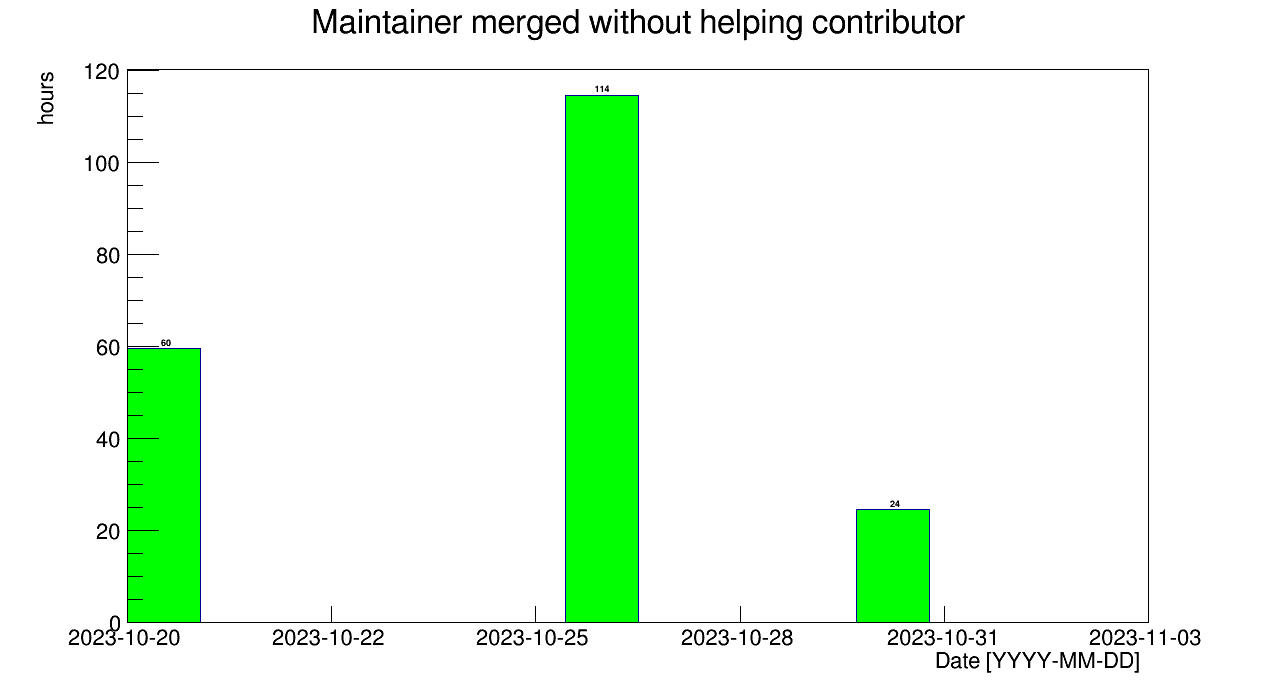 Maintainer merged without helping contributor
hours
120
100
80
60
40
20
0
60
114
24
2023-10-20 2023-10-22 2023-10-25 2023-10-28 2023-10-31 2023-11-03
Date [YYYY-MM-DD]